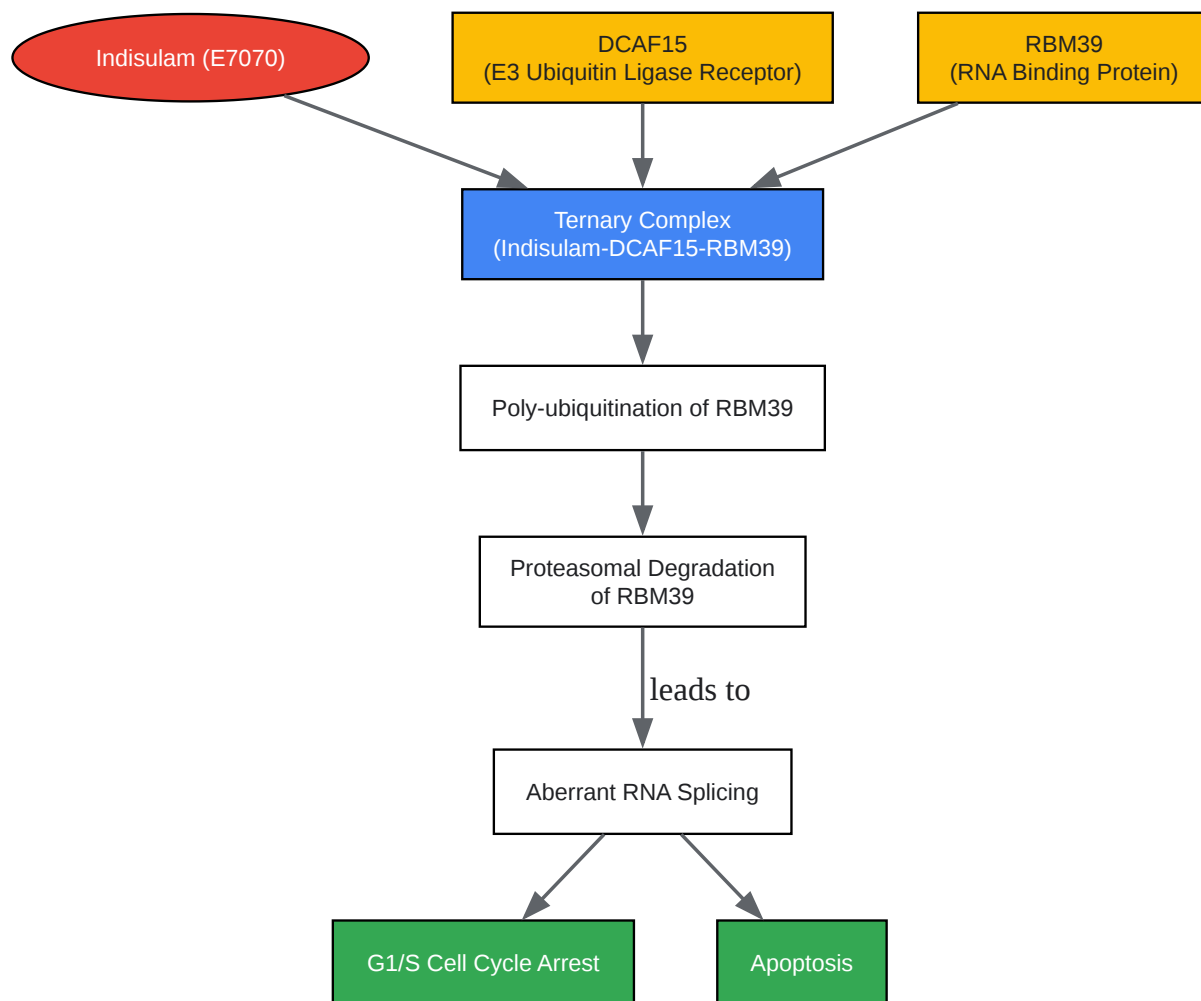 Indisulam (E7070)
DCAF15
(E3 Ubiquitin Ligase Receptor)
RBM39
(RNA Binding Protein)
Ternary Complex
(Indisulam-DCAF15-RBM39)
Poly-ubiquitination of RBM39
Proteasomal Degradation
of RBM39
leads to
Aberrant RNA Splicing
G1/S Cell Cycle Arrest
Apoptosis